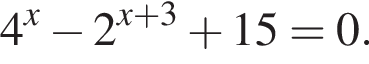 4^x − 2^{x+3} + 15 = 0.